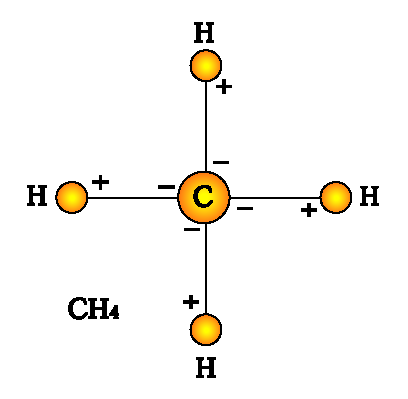 H
+
−
H + − C − + H
−
CH₄ +
H